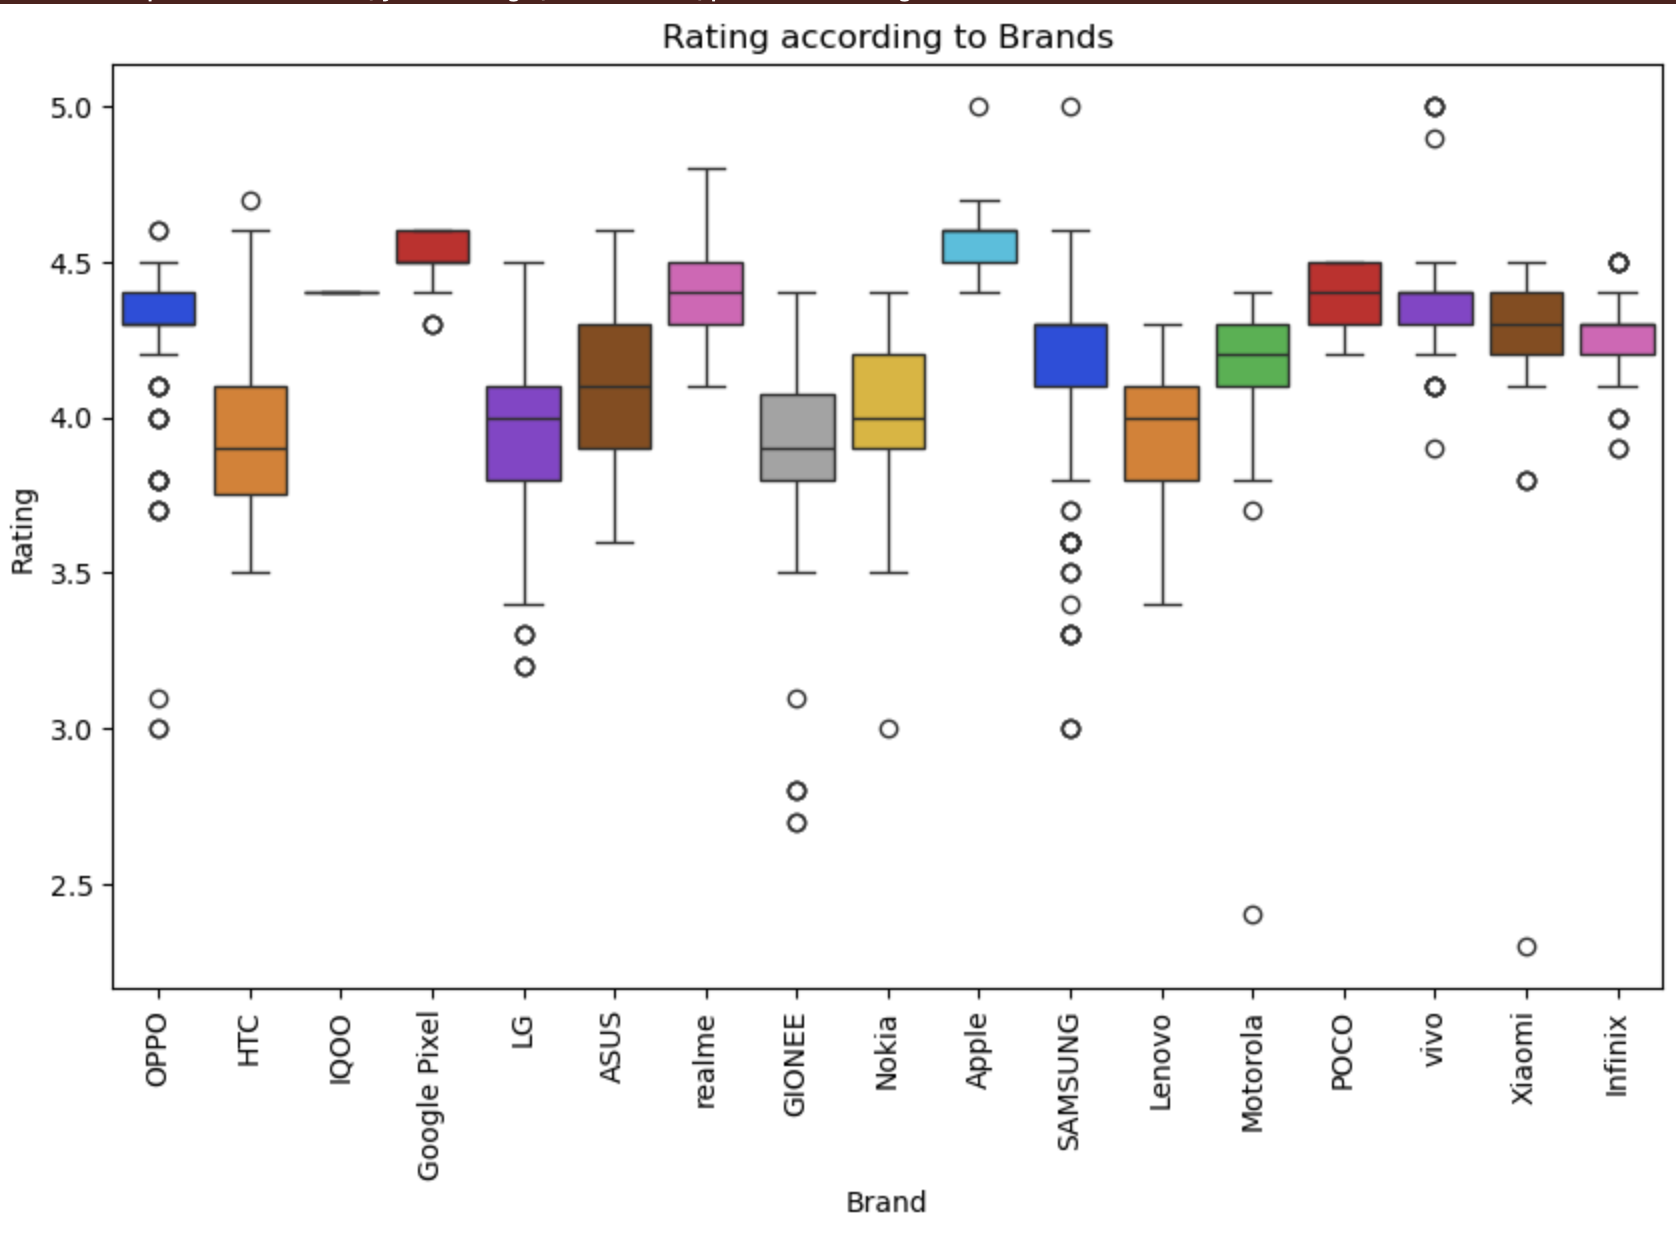 Rating according to Brands
5.0
4.5
4.0
3.5
3.0
2.5
Rating
OPPO
HTC
IQOO
Google Pixel
LG
ASUS
realme
GIONEE
Nokia
Apple
SAMSUNG
Lenovo
Motorola
POCO
vivo
Xiaomi
Infinix
Brand